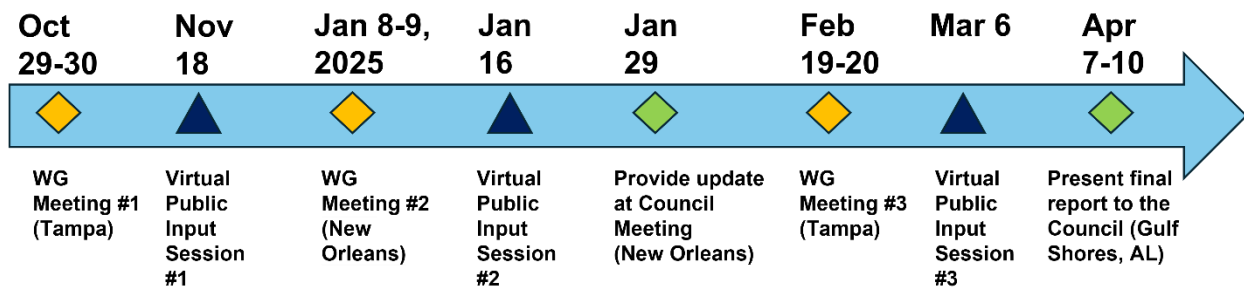 Oct
29-30
Nov
18
Jan 8-9,
2025
Jan
16
Jan
29
Feb
19-20
Mar 6
Apr
7-10
WG
Meeting #1
(Tampa)
Virtual
Public
Input
Session
#1
WG
Meeting #2
(New
Orleans)
Virtual
Public
Input
Session
#2
Provide update
at Council
Meeting
(New Orleans)
WG
Meeting #3
(Tampa)
Virtual
Public
Input
Session
#3
Present final
report to the
Council (Gulf
Shores, AL)